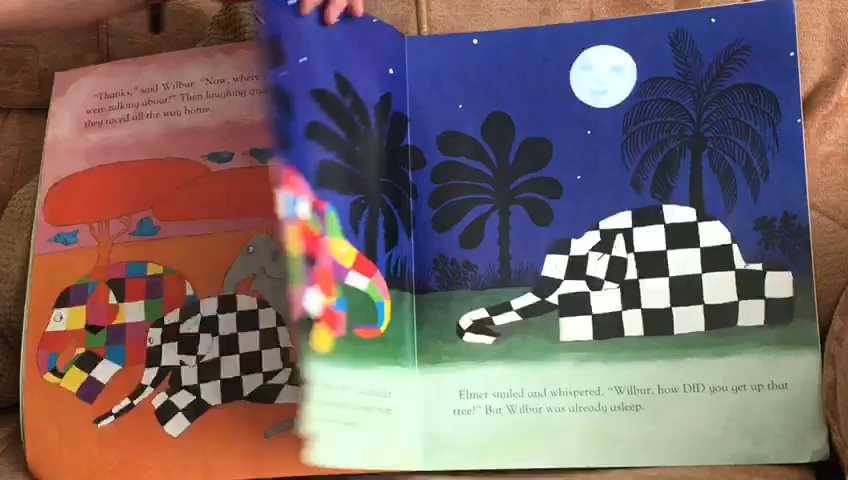 "Thanks," said Wilbur. "Now, where
were talking about?" Then laughing
they raced all the way home.
Elmer smiled and whispered, "Wilbur, how DID you get up that
tree?" But Wilbur was already asleep.